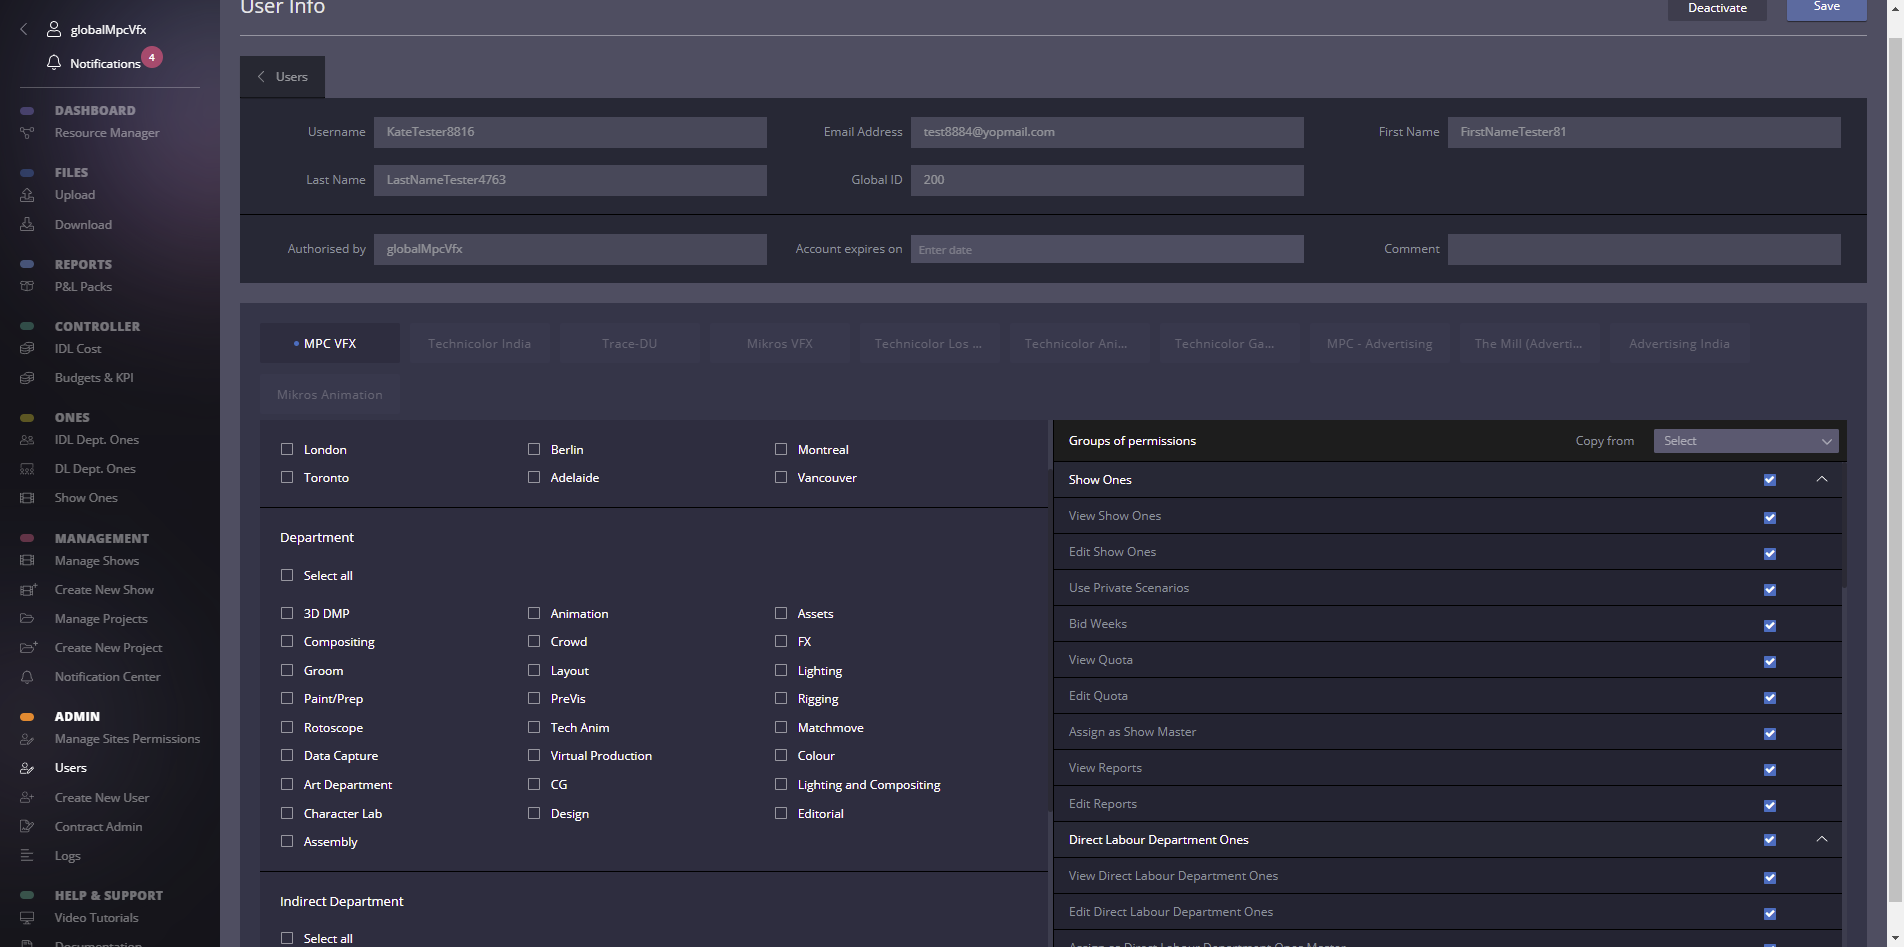 globalMpcVfx
Notifications 4
DASHBOARD
Resource Manager
FILES
Upload
Download
REPORTS
P&L Packs
CONTROLLER
IDL Cost
Budgets & KPI
ONES
IDL Dept. Ones
DL Dept. Ones
Show Ones
MANAGEMENT
Manage Shows
Create New Show
Manage Projects
Create New Project
Notification Center
ADMIN
Manage Sites Permissions
Users
Create New User
Contract Admin
Logs
HELP & SUPPORT
Video Tutorials
Documentation
User Info
Deactivate Save
Users
Username KateTester8816 Email Address test8884@yopmail.com First Name FirstNameTester81
Last Name LastNameTester4763 Global ID 200
Authorised by globalMpcVfx Account expires on Enter date Comment
MPC VFX Technicolor India Trace-DU Mikros VFX Technicolor Los ... Technicolor Ani... Technicolor Ga... MPC - Advertising The Mill (Adverti... Advertising India
Mikros Animation
London Berlin Montreal
Toronto Adelaide Vancouver
Department
Select all
3D DMP Animation Assets
Compositing Crowd FX
Groom Layout Lighting
Paint/Prep PreVis Rigging
Rotoscope Tech Anim Matchmove
Data Capture Virtual Production Colour
Art Department CG Lighting and Compositing
Character Lab Design Editorial
Assembly
Indirect Department
Select all
Groups of permissions Copy from Select
Show Ones
View Show Ones
Edit Show Ones
Use Private Scenarios
Bid Weeks
View Quota
Edit Quota
Assign as Show Master
View Reports
Edit Reports
Direct Labour Department Ones
View Direct Labour Department Ones
Edit Direct Labour Department Ones
Assign as Direct Labour Department Ones Master